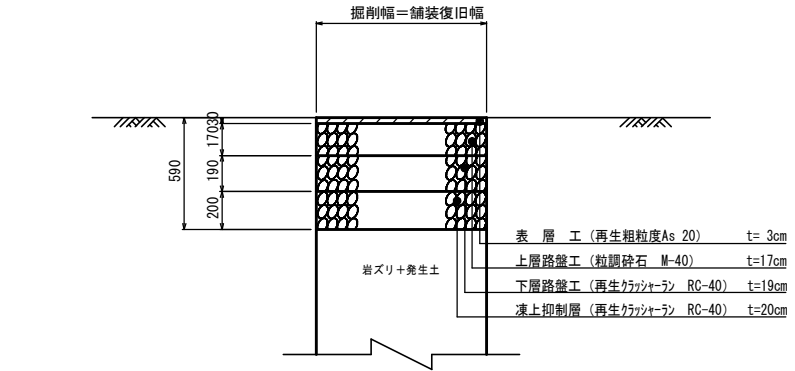 掘削幅＝舗装復旧幅
30
170
190
200
590
岩ズリ＋発生土
表　層　工（再生粗粒度As 20）　t= 3cm
上層路盤工（粒調砕石　M-40）　t=17cm
下層路盤工（再生ｸﾗｯｼｬｰﾗﾝ　RC-40）　t=19cm
凍上抑制層（再生ｸﾗｯｼｬｰﾗﾝ　RC-40）　t=20cm